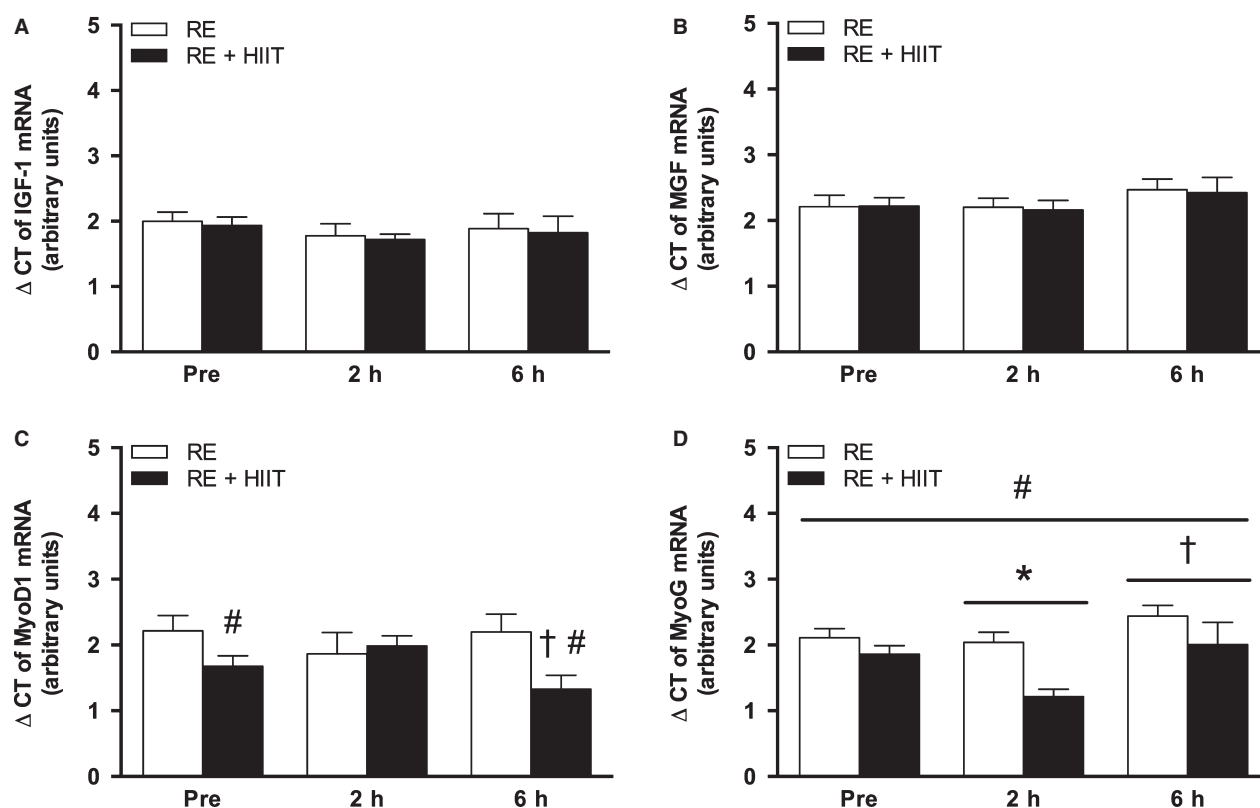 A
RE
RE + HIIT
Δ CT of IGF-1 mRNA
(arbitrary units)
5
4
3
2
1
0
Pre
2 h
6 h
B
RE
RE + HIIT
Δ CT of MGF mRNA
(arbitrary units)
5
4
3
2
1
0
Pre
2 h
6 h
C
RE
RE + HIIT
Δ CT of MyoD1 mRNA
(arbitrary units)
5
4
3
2
1
0
#
† #
Pre
2 h
6 h
D
RE
RE + HIIT
Δ CT of MyoG mRNA
(arbitrary units)
5
4
3
2
1
0
#
*
†
Pre
2 h
6 h